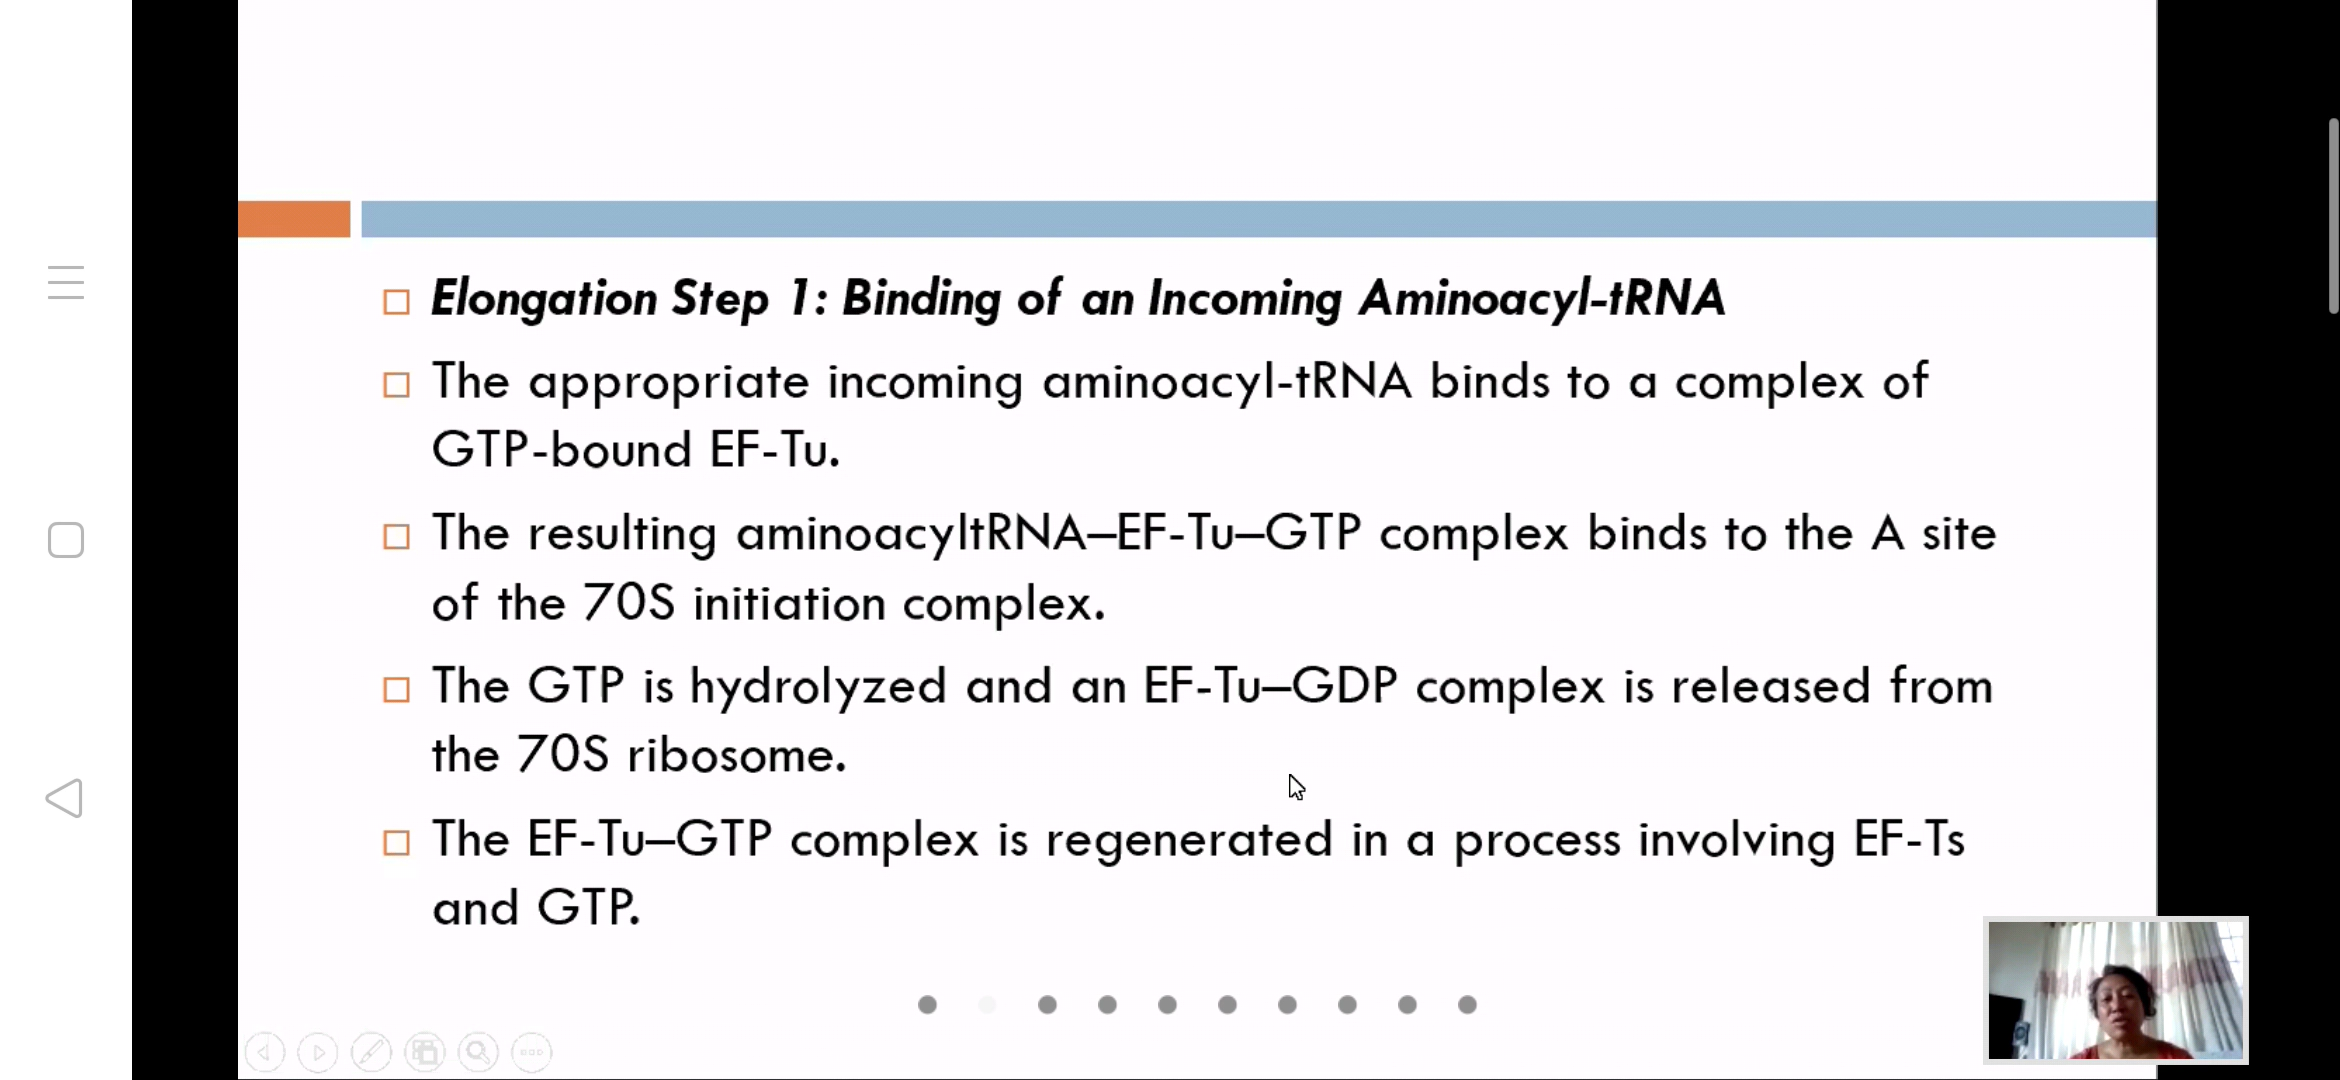 Elongation Step 1: Binding of an Incoming Aminoacyl-tRNA
The appropriate incoming aminoacyl-tRNA binds to a complex of
GTP-bound EF-Tu.
The resulting aminoacyltRNA–EF-Tu–GTP complex binds to the A site
of the 70S initiation complex.
The GTP is hydrolyzed and an EF-Tu–GDP complex is released from
the 70S ribosome.
The EF-Tu–GTP complex is regenerated in a process involving EF-Ts
and GTP.